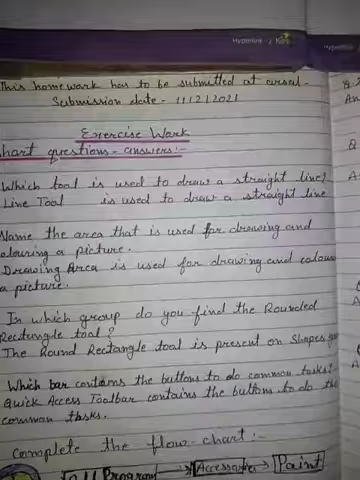 Hyperlink
This homework has to be submitted at
Submission date - 11/2/2021
Exercise Work
hort questions - answers:-
Which tool is used to draw a straight line?
Line Tool is used to draw a straight line
Name the area that is used for drawing and
olouring a picture.
Drawing Area is used for drawing and colour
a picture.
In which group do you find the Rounded
Rectangle tool?
The Round Rectangle tool is present on Shapes
Which bar contains the buttons to do common tasks?
Quick Access Toolbar contains the buttons to do the
common tasks.
Complete the flow-chart:-
All Program → Accessories → Paint